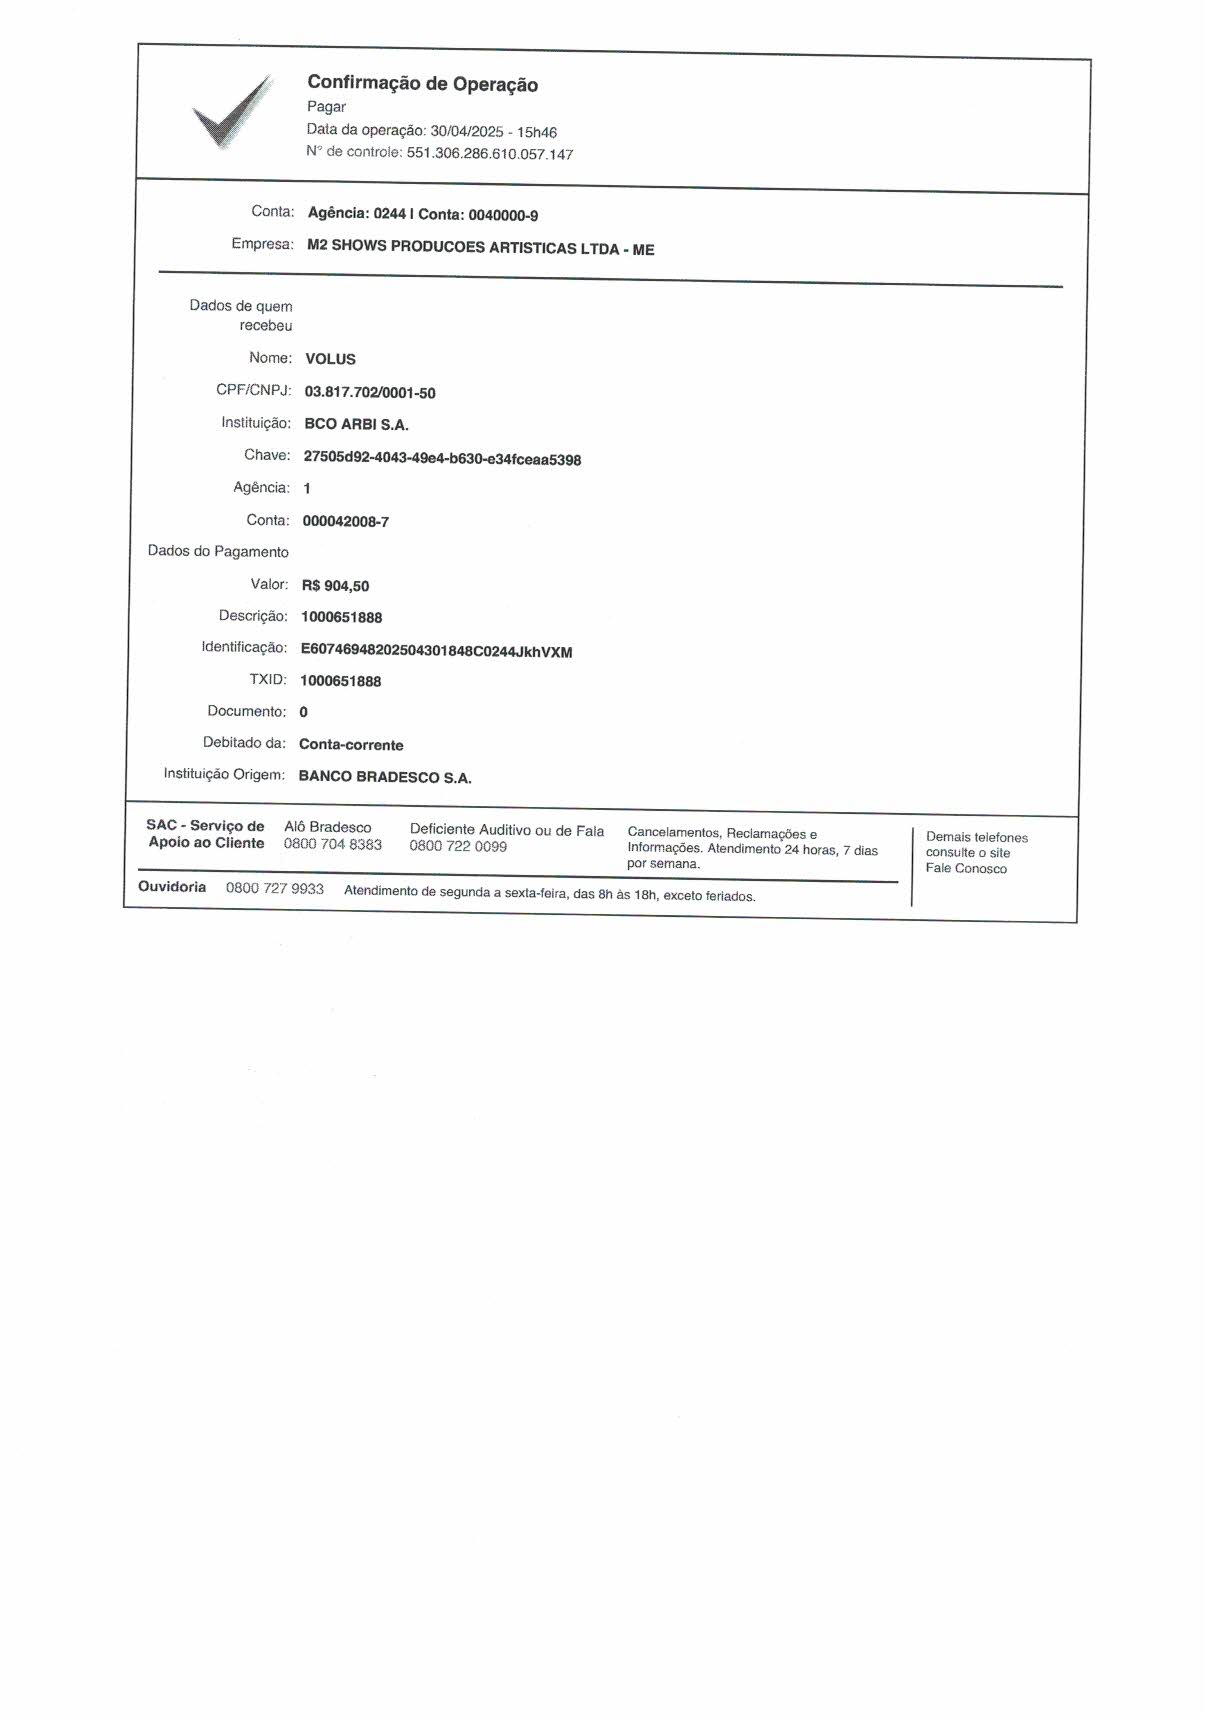 Confirmação de Operação
Pagar
Data da operação: 30/04/2025 - 15h46
N° de controle: 551.306.286.610.057.147
Conta: Agência: 0244 | Conta: 0040000-9
Empresa: M2 SHOWS PRODUCOES ARTISTICAS LTDA - ME
Dados de quem
recebeu
Nome: VOLUS
CPF/CNPJ: 03.817.702/0001-50
Instituição: BCO ARBI S.A.
Chave: 27505d92-4043-49e4-b630-e34fceaa5398
Agência: 1
Conta: 000042008-7
Dados do Pagamento
Valor: R$ 904,50
Descrição: 1000651888
Identificação: E60746948202504301848C0244JkhVXM
TXID: 1000651888
Documento: 0
Debitado da: Conta-corrente
Instituição Origem: BANCO BRADESCO S.A.
SAC - Serviço de
Apoio ao Cliente
Alô Bradesco
0800 704 8383
Deficiente Auditivo ou de Fala
0800 722 0099
Cancelamentos, Reclamações e
Informações. Atendimento 24 horas, 7 dias
por semana.
Demais telefones
consulte o site
Fale Conosco
Ouvidoria 0800 727 9933 Atendimento de segunda a sexta-feira, das 8h às 18h, exceto feriados.